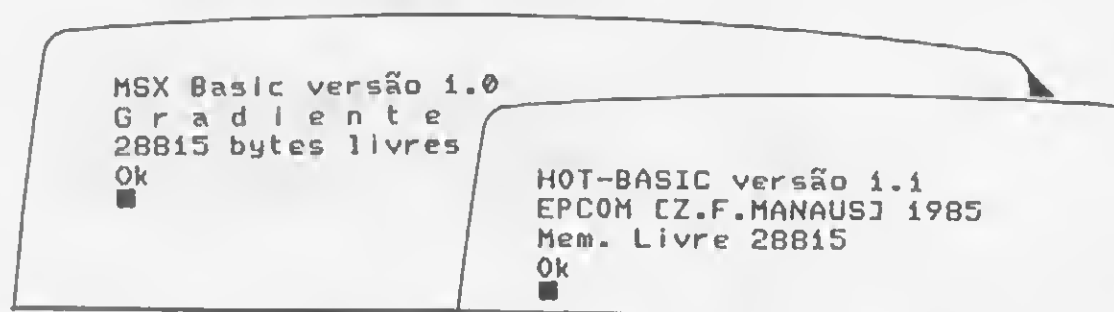 MSX Basic versão 1.0
G r a d i e n t e
28815 bytes livres
Ok
HOT-BASIC versão 1.1
EPCOM [Z.F.MANAUS] 1985
Mem. Livre 28815
Ok